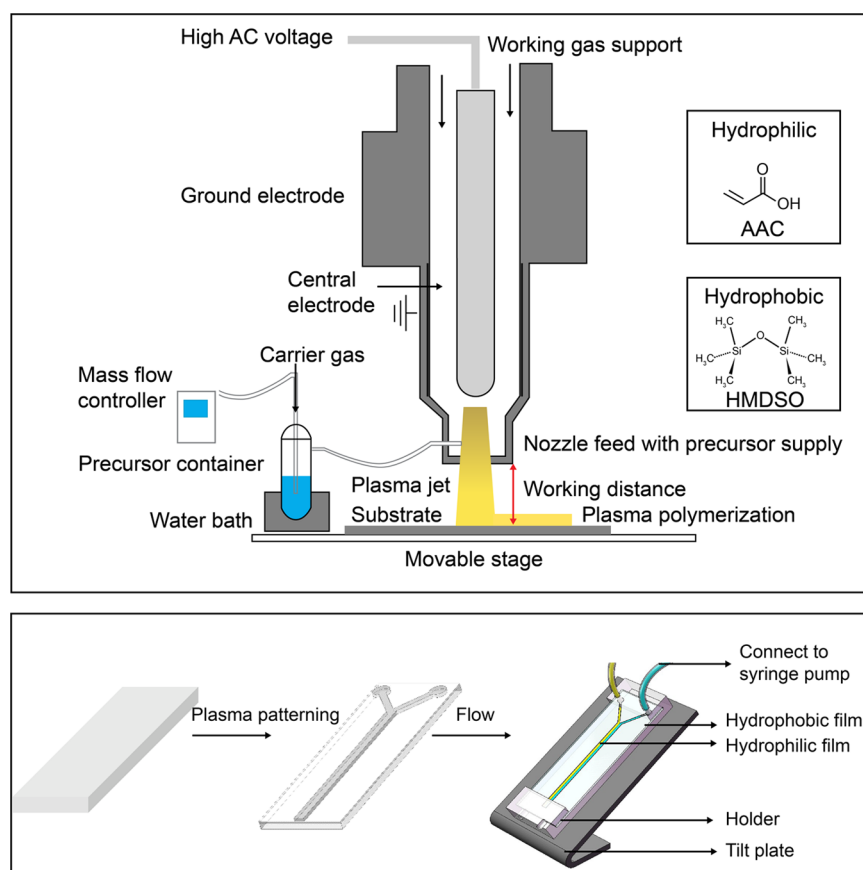 High AC voltage
Working gas support
Ground electrode
Hydrophilic
O
OH
AAC
Central
electrode
Hydrophobic
H₃C
CH₃
O
H₃C
Si
Si
CH₃
H₃C
CH₃
HMDSO
Carrier gas
Mass flow
controller
Precursor container
Nozzle feed with precursor supply
Plasma jet
Working distance
Water bath
Substrate
Plasma polymerization
Movable stage
Plasma patterning
Flow
Connect to
syringe pump
Hydrophobic film
Hydrophilic film
Holder
Tilt plate